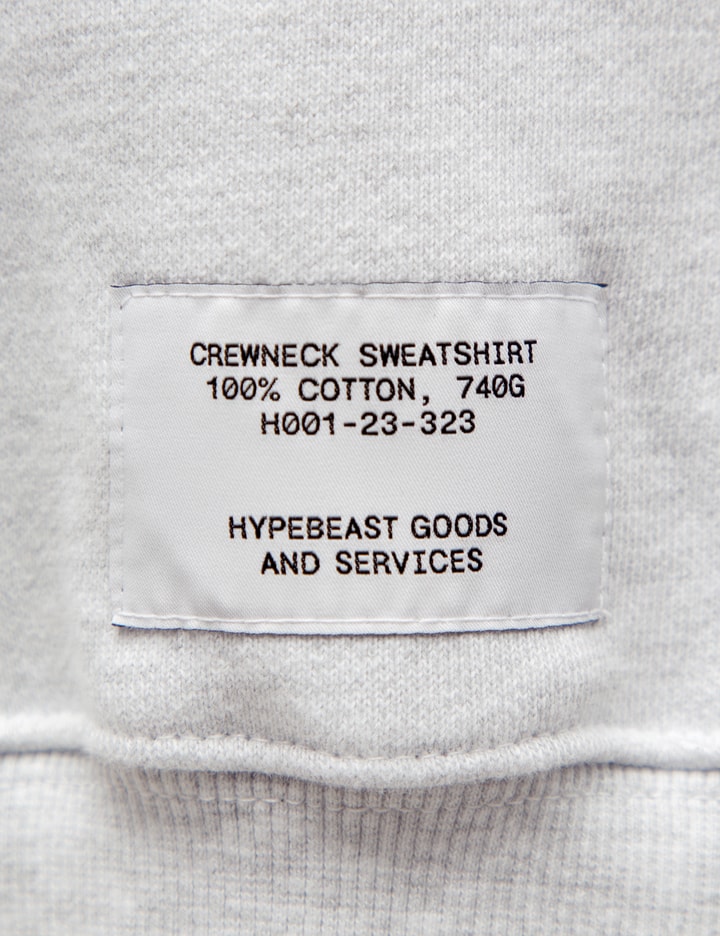 CREWNECK SWEATSHIRT
100% COTTON, 740G
H001-23-323
HYPEBEAST GOODS
AND SERVICES